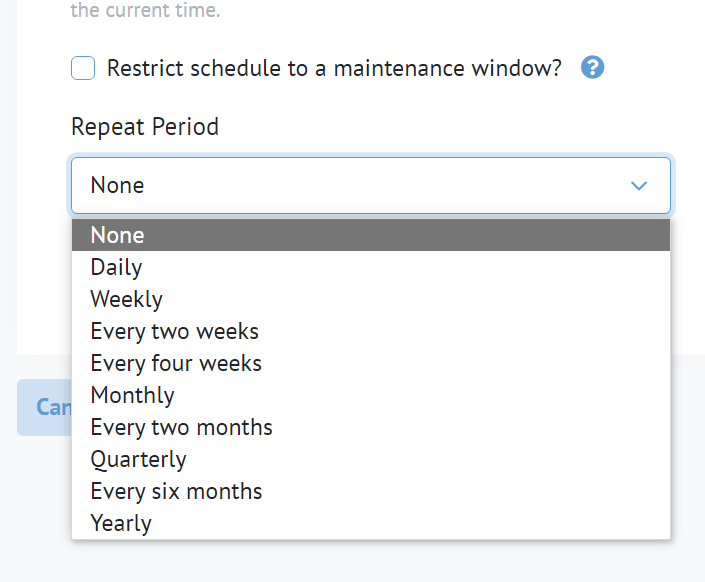 the current time.
Restrict schedule to a maintenance window? ?
Repeat Period
None
None
Daily
Weekly
Every two weeks
Every four weeks
Monthly
Can
Every two months
Quarterly
Every six months
Yearly